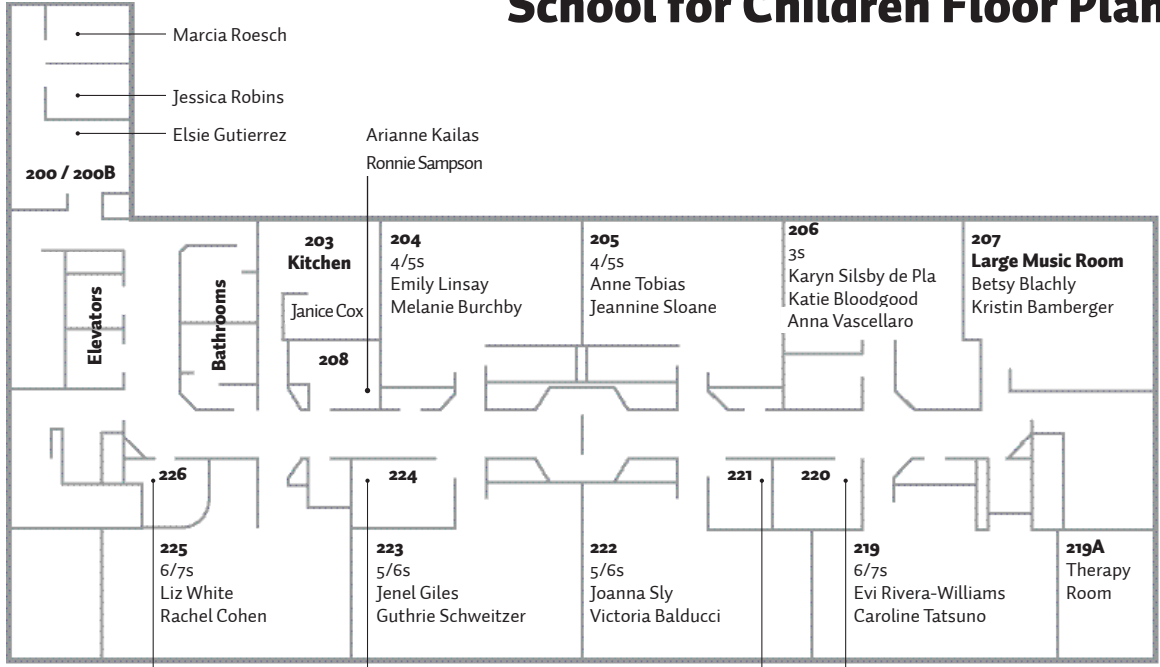 School for Children Floor Plan
Marcia Roesch
Jessica Robins
Elsie Gutierrez
200 / 200B
Arianne Kailas
Ronnie Sampson
Elevators
Bathrooms
203
Kitchen
Janice Cox
208
204
4/5s
Emily Linsay
Melanie Burchby
205
4/5s
Anne Tobias
Jeannine Sloane
206
3s
Karyn Silsby de Pla
Katie Bloodgood
Anna Vascellaro
207
Large Music Room
Betsy Blachly
Kristin Bamberger
226
224
221
220
225
6/7s
Liz White
Rachel Cohen
223
5/6s
Jenel Giles
Guthrie Schweitzer
222
5/6s
Joanna Sly
Victoria Balducci
219
6/7s
Evi Rivera-Williams
Caroline Tatsuno
219A
Therapy
Room